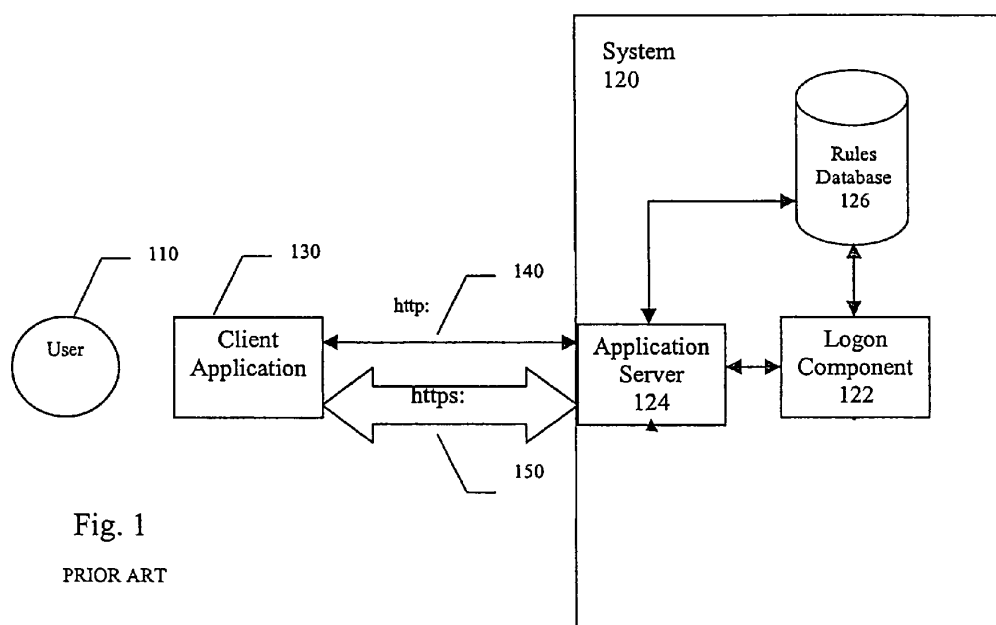 System
120
Rules
Database
126
110
130
140
http:
User
Client
Application
Application
Server
124
Logon
Component
122
https:
150
Fig. 1
PRIOR ART